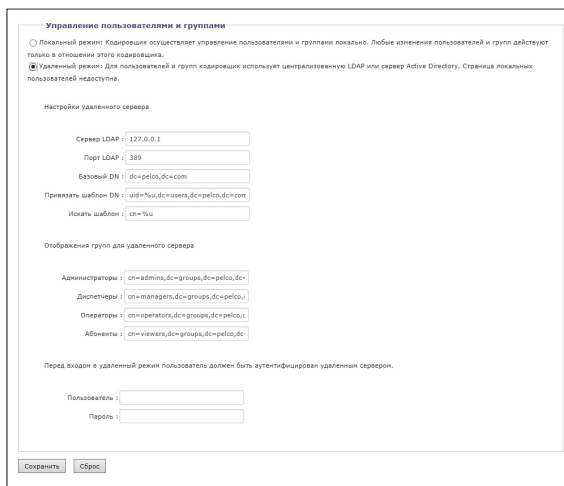 Управление пользователями и группами
Локальный режим: Кодировщик осуществляет управление пользователями и группами локально. Любые изменения пользователей и групп действуют
только в отношении этого кодировщика.
Удаленный режим: Для пользователей и групп кодировщик использует централизованную LDAP или сервер Active Directory. Страница локальных
пользователей недоступна.
Настройки удаленного сервера
Сервер LDAP : 127.0.0.1
Порт LDAP : 389
Базовый DN : dc=pelco,dc=com
Привязать шаблон DN : uid=%u,dc=users,dc=pelco,dc=com
Искать шаблон : cn=%u
Отображения групп для удаленного сервера
Администраторы : cn=admins,dc=groups,dc=pelco,dc=
Диспетчеры : cn=managers,dc=groups,dc=pelco,
Операторы : cn=operators,dc=groups,dc=pelco,
Абоненты : cn=viewers,dc=groups,dc=pelco,dc=
Перед входом в удаленный режим пользователь должен быть аутентифицирован удаленным сервером.
Пользователь :
Пароль :
Сохранить Сброс